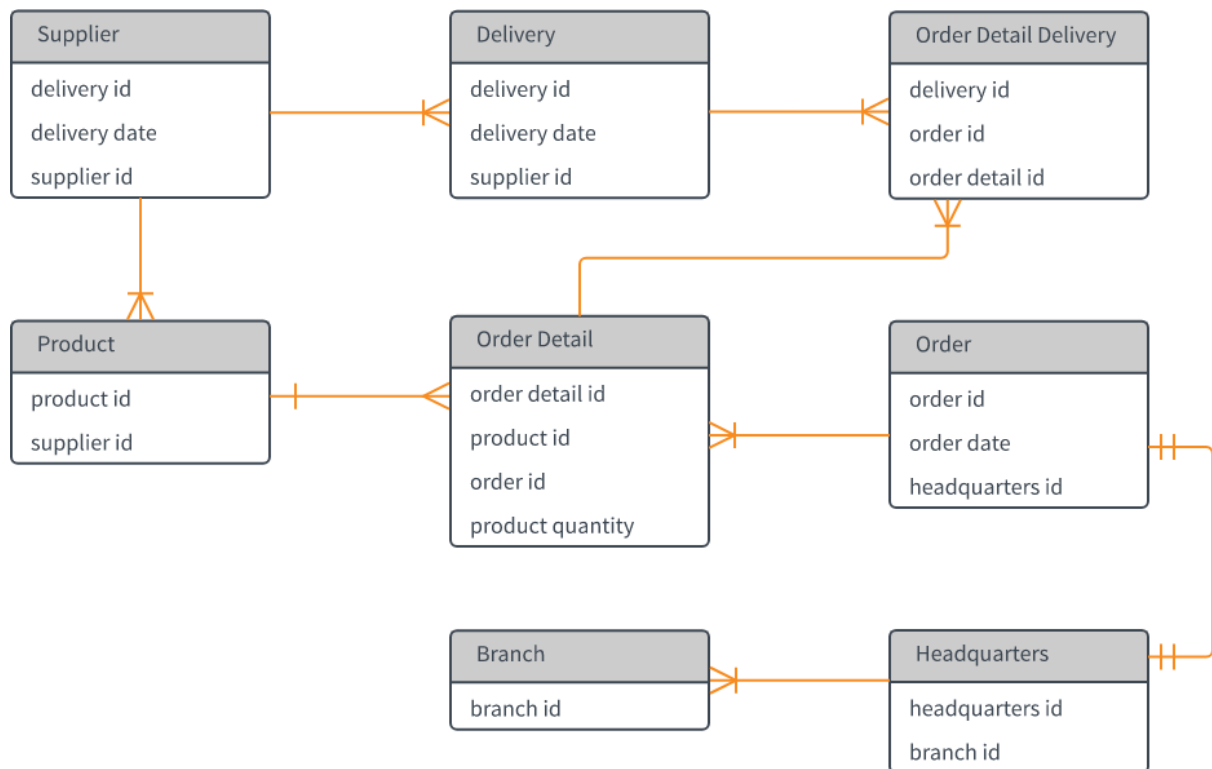 Supplier
delivery id
delivery date
supplier id
Delivery
delivery id
delivery date
supplier id
Order Detail Delivery
delivery id
order id
order detail id
Product
product id
supplier id
Order Detail
order detail id
product id
order id
product quantity
Order
order id
order date
headquarters id
Branch
branch id
Headquarters
headquarters id
branch id